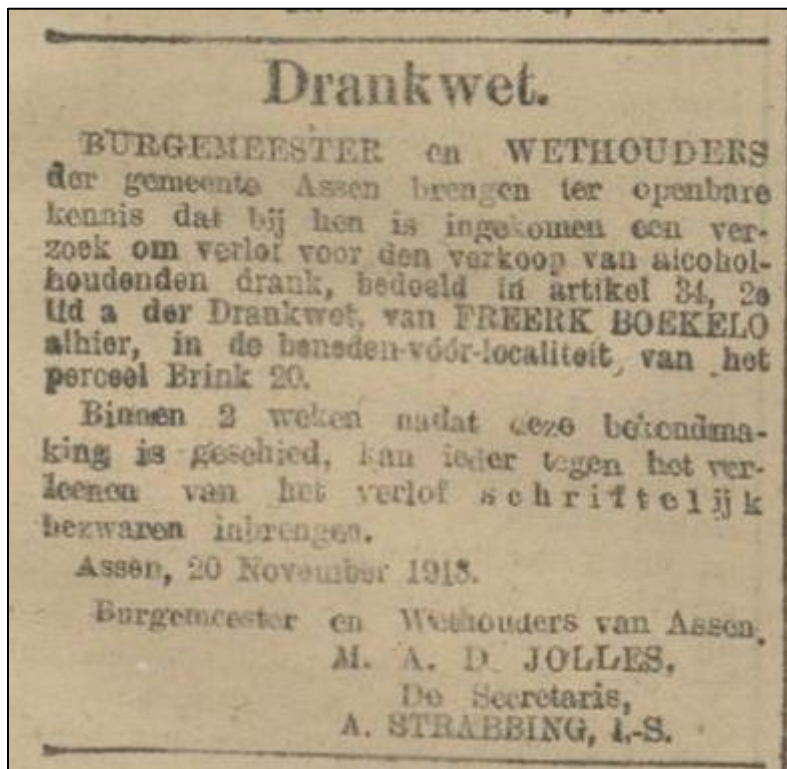 Drankwet.
BURGEMEESTER en WETHOUDERS
der gemeente Assen brengen ter openbare
kennis dat bij hen is ingekomen een ver-
zoek om verlof voor den verkoop van alcohol-
houdenden drank, bedoeld in artikel 34, 2e
lid a der Drankwet, van FREERK BOEKELO
alhier, in de beneden-vóór-localiteit, van het
perceel Brink 20.
Binnen 2 weken nadat deze bekendma-
king is geschied, kan ieder tegen het ver-
leenen van het verlof schriftelijk
bezwaren inbrengen.
Assen, 20 November 1918.
Burgemeester en Wethouders van Assen,
M. A. D. JOLLES.
De Secretaris,
A. STRABBING, l.-S.